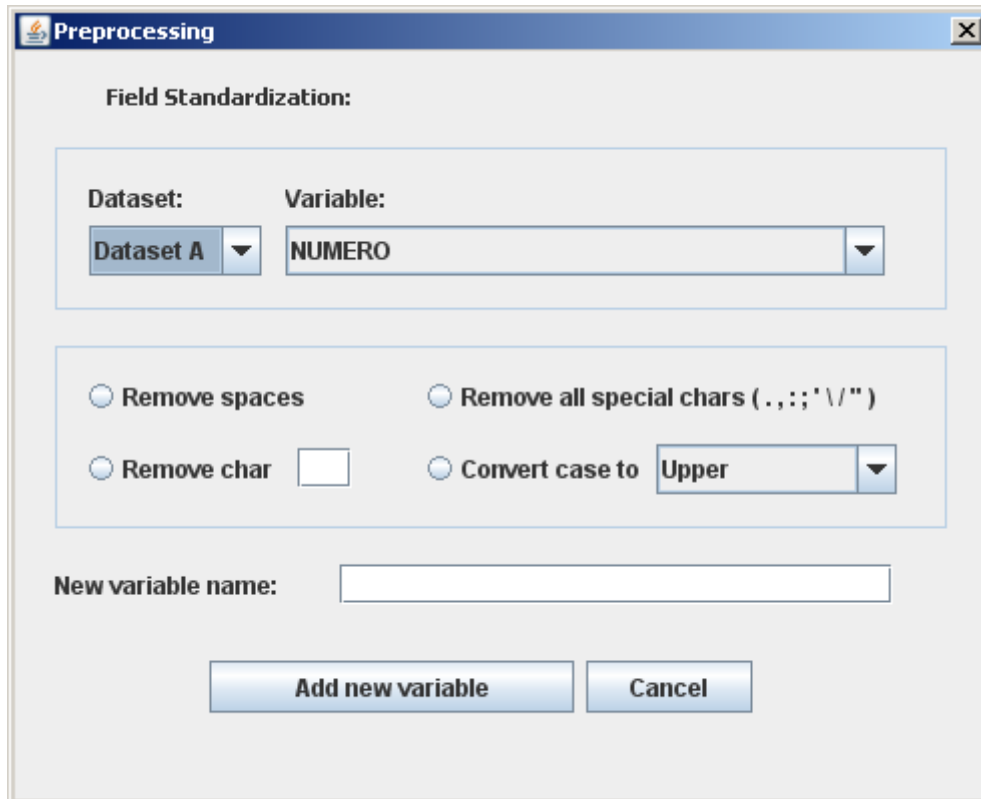 Preprocessing
Field Standardization:
Dataset: Variable:
Dataset A NUMERO
Remove spaces Remove all special chars ( . , : ; ' \ / " )
Remove char Convert case to Upper
New variable name:
Add new variable Cancel